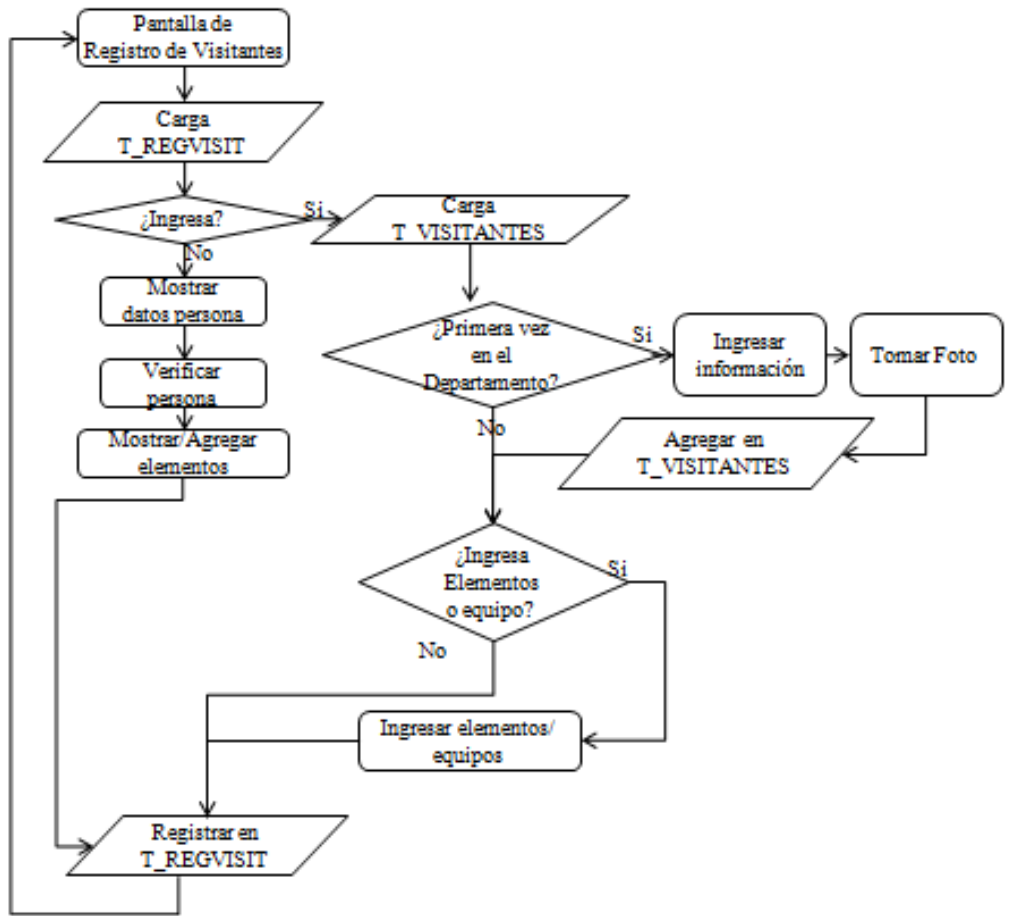 Pantalla de
Registro de Visitantes
Carga
T_REGVISIT
¿Ingresa?
Si
Carga
T_VISITANTES
No
Mostrar
datos persona
¿Primera vez
en el
Departamento?
Si
Ingresar
información
Tomar Foto
Verificar
persona
No
Mostrar/Agregar
elementos
Agregar en
T_VISITANTES
¿Ingresa
Elementos
o equipo?
Si
No
Ingresar elementos/
equipos
Registrar en
T_REGVISIT